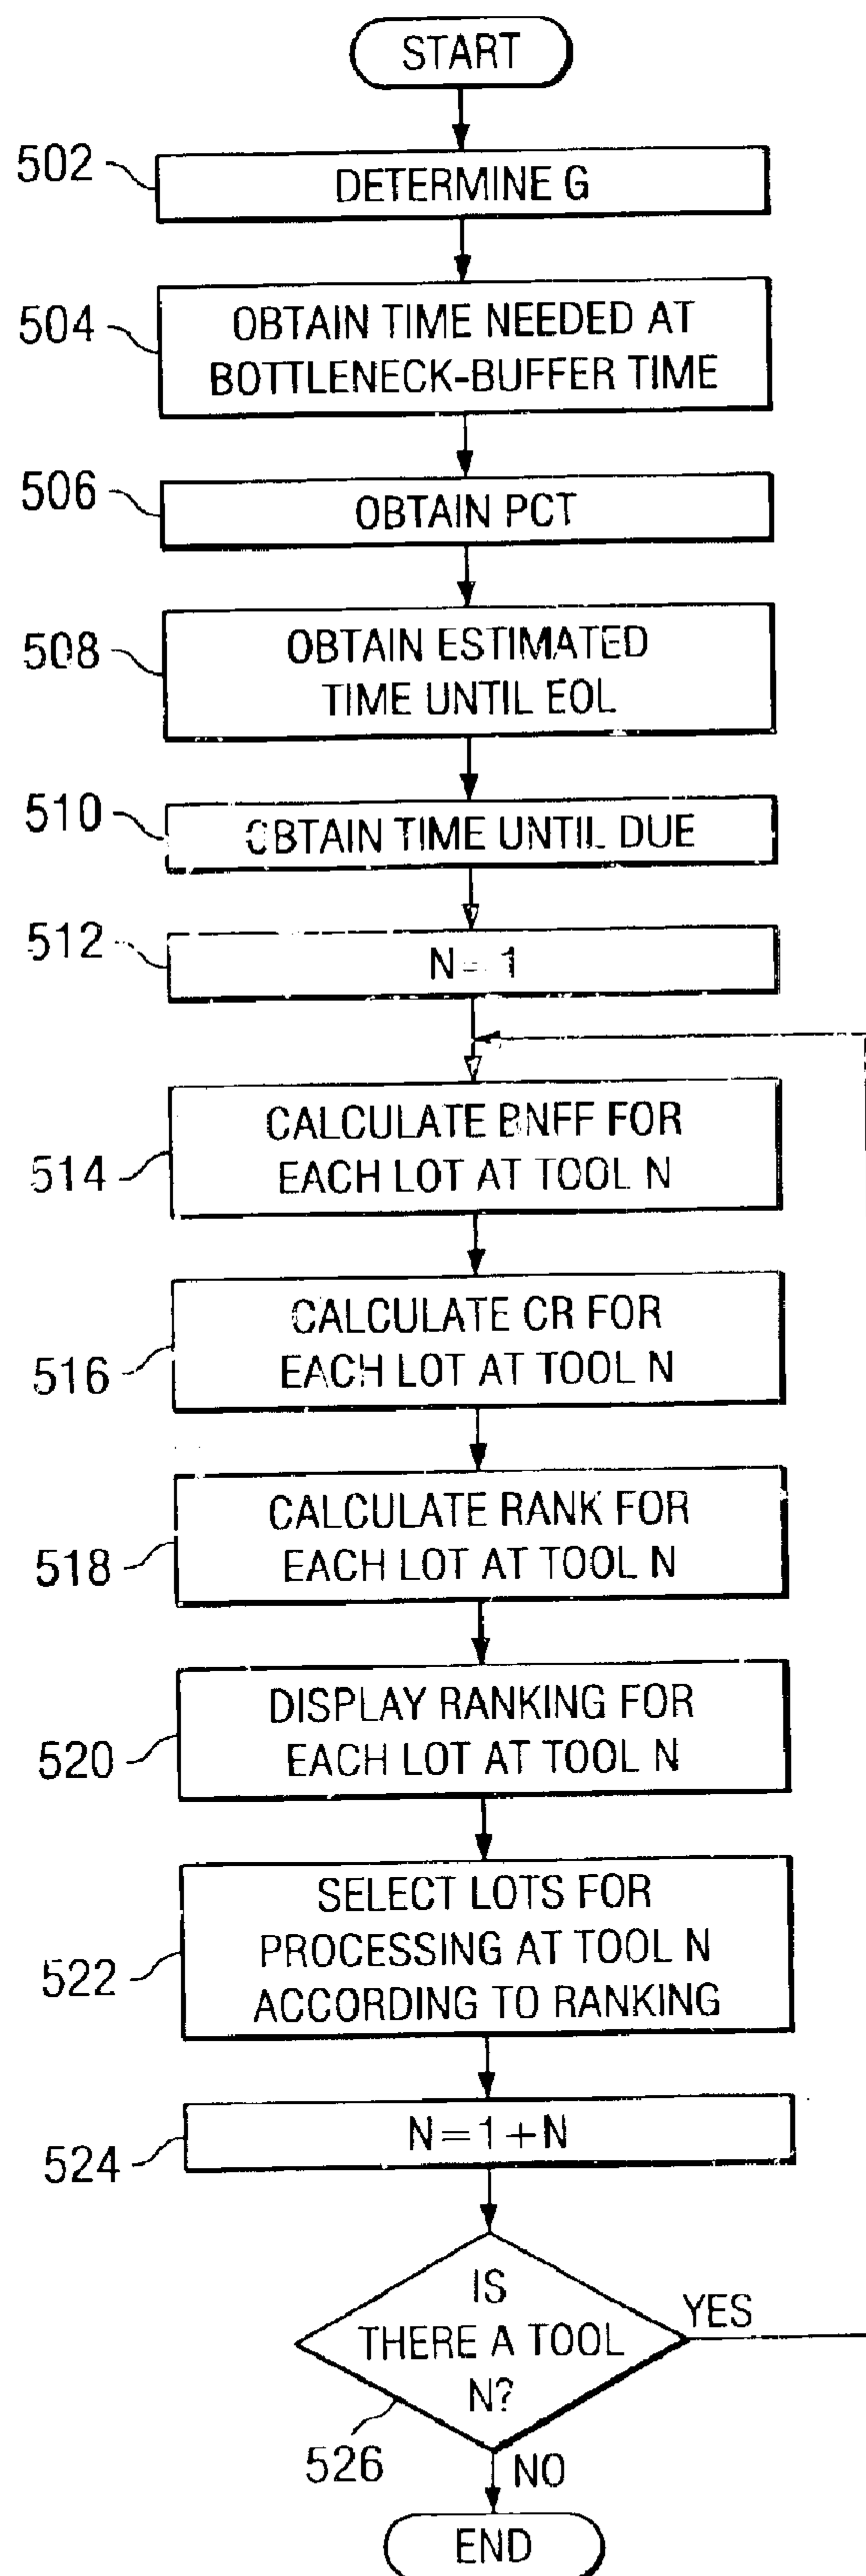 START
502
DETERMINE G
504
OBTAIN TIME NEEDED AT
BOTTLENECK-BUFFER TIME
506
OBTAIN PCT
508
OBTAIN ESTIMATED
TIME UNTIL EOL
510
OBTAIN TIME UNTIL DUE
512
N=1
514
CALCULATE BNFF FOR
EACH LOT AT TOOL N
516
CALCULATE CR FOR
EACH LOT AT TOOL N
518
CALCULATE RANK FOR
EACH LOT AT TOOL N
520
DISPLAY RANKING FOR
EACH LOT AT TOOL N
522
SELECT LOTS FOR
PROCESSING AT TOOL N
ACCORDING TO RANKING
524
N=1+N
IS
THERE A TOOL
N?
YES
526
NO
END